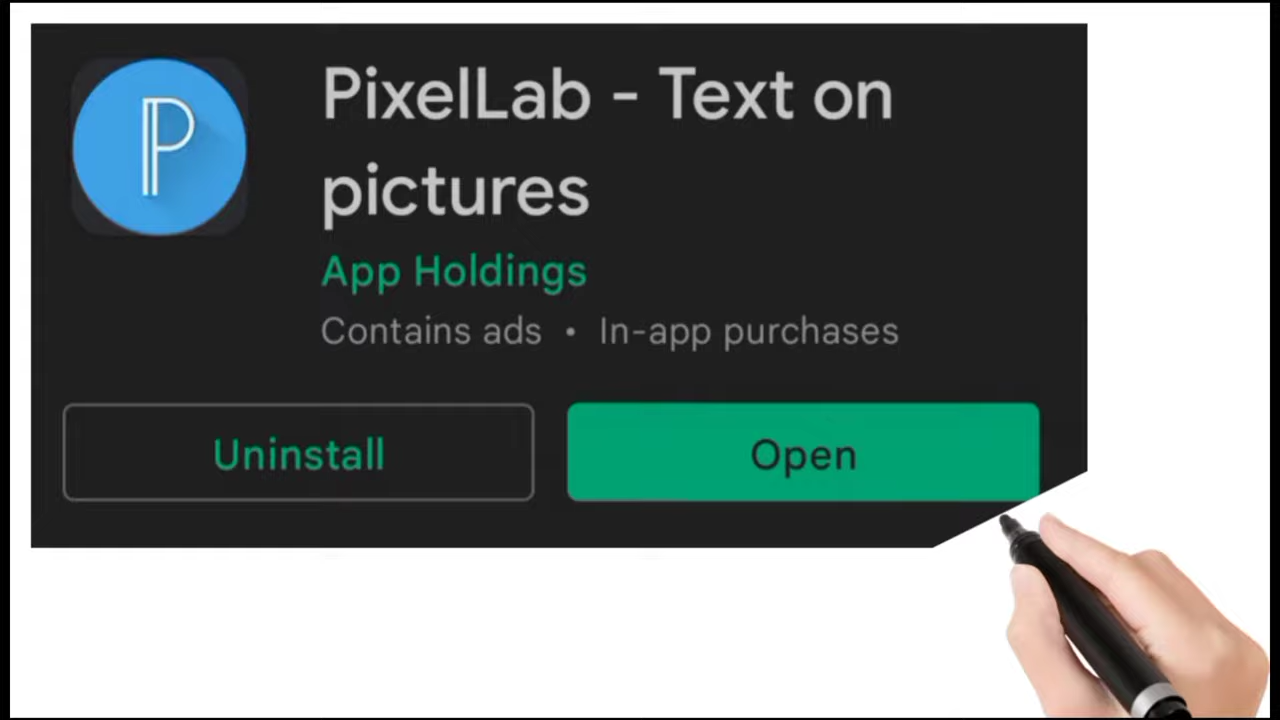 PixelLab - Text on
pictures
App Holdings
Contains ads • In-app purchases
Uninstall
Open